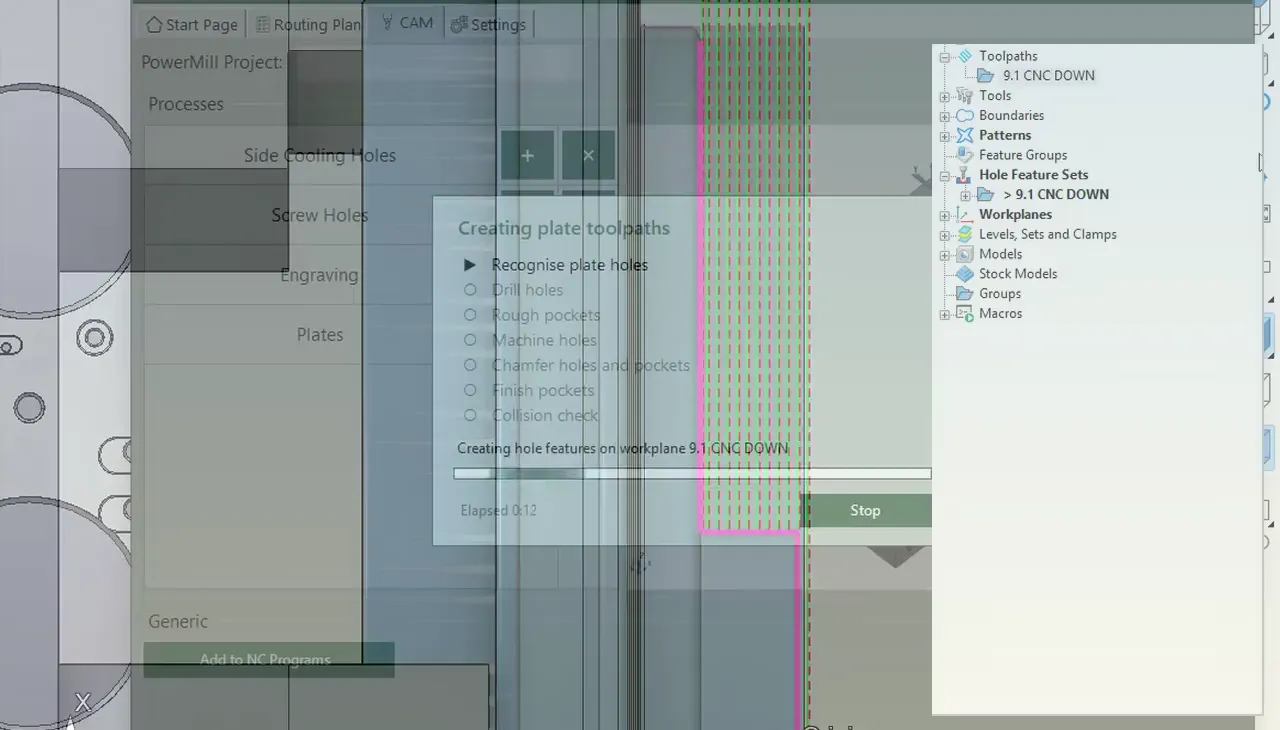 Start Page
Routing Plan
CAM
Settings
PowerMill Project:
Processes
Side Cooling Holes
Screw Holes
Engraving
Plates
Generic
Add to NC Programs
Creating plate toolpaths
Recognise plate holes
Drill holes
Rough pockets
Machine holes
Chamfer holes and pockets
Finish pockets
Collision check
Creating hole features on workplane 9.1 CNC DOWN
Elapsed 0:12
Stop
Toolpaths
9.1 CNC DOWN
Tools
Boundaries
Patterns
Feature Groups
Hole Feature Sets
> 9.1 CNC DOWN
Workplanes
Levels, Sets and Clamps
Models
Stock Models
Groups
Macros
X